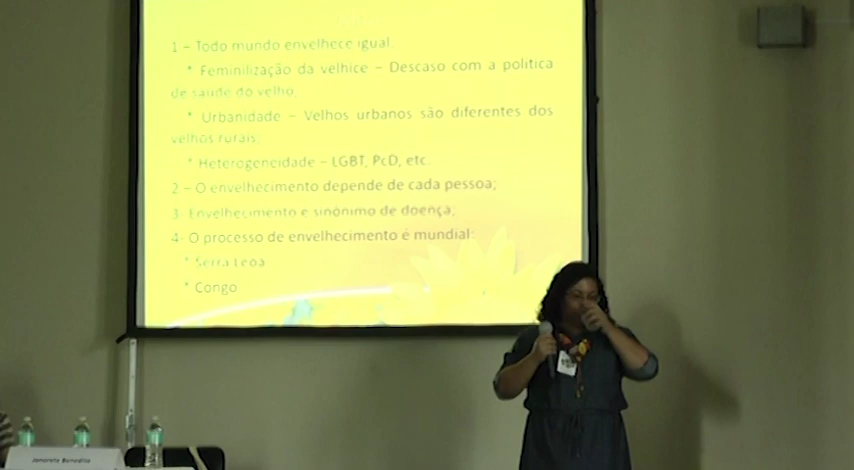 1 – Todo mundo envelhece igual:
* Feminilização da velhice – Descaso com a política
de saúde do velho;
* Urbanidade – Velhos urbanos são diferentes dos
velhos rurais;
* Heterogeneidade – LGBT, PcD, etc.
2 – O envelhecimento depende de cada pessoa;
3- Envelhecimento e sinônimo de doença;
4- O processo de envelhecimento é mundial:
* Serra Leoa
* Congo
Benedito